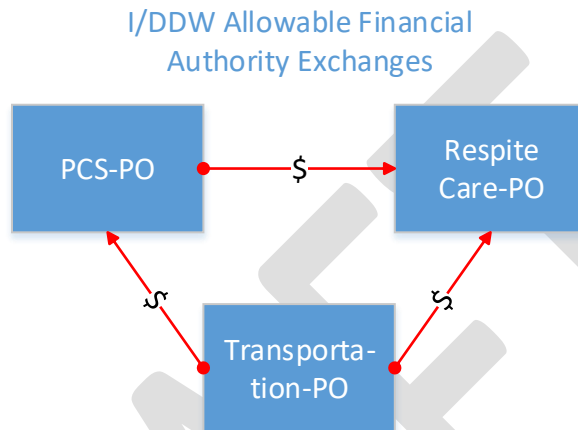 I/DDW Allowable Financial
Authority Exchanges
PCS-PO
$
Respite
Care-PO
$
$
Transporta-
tion-PO